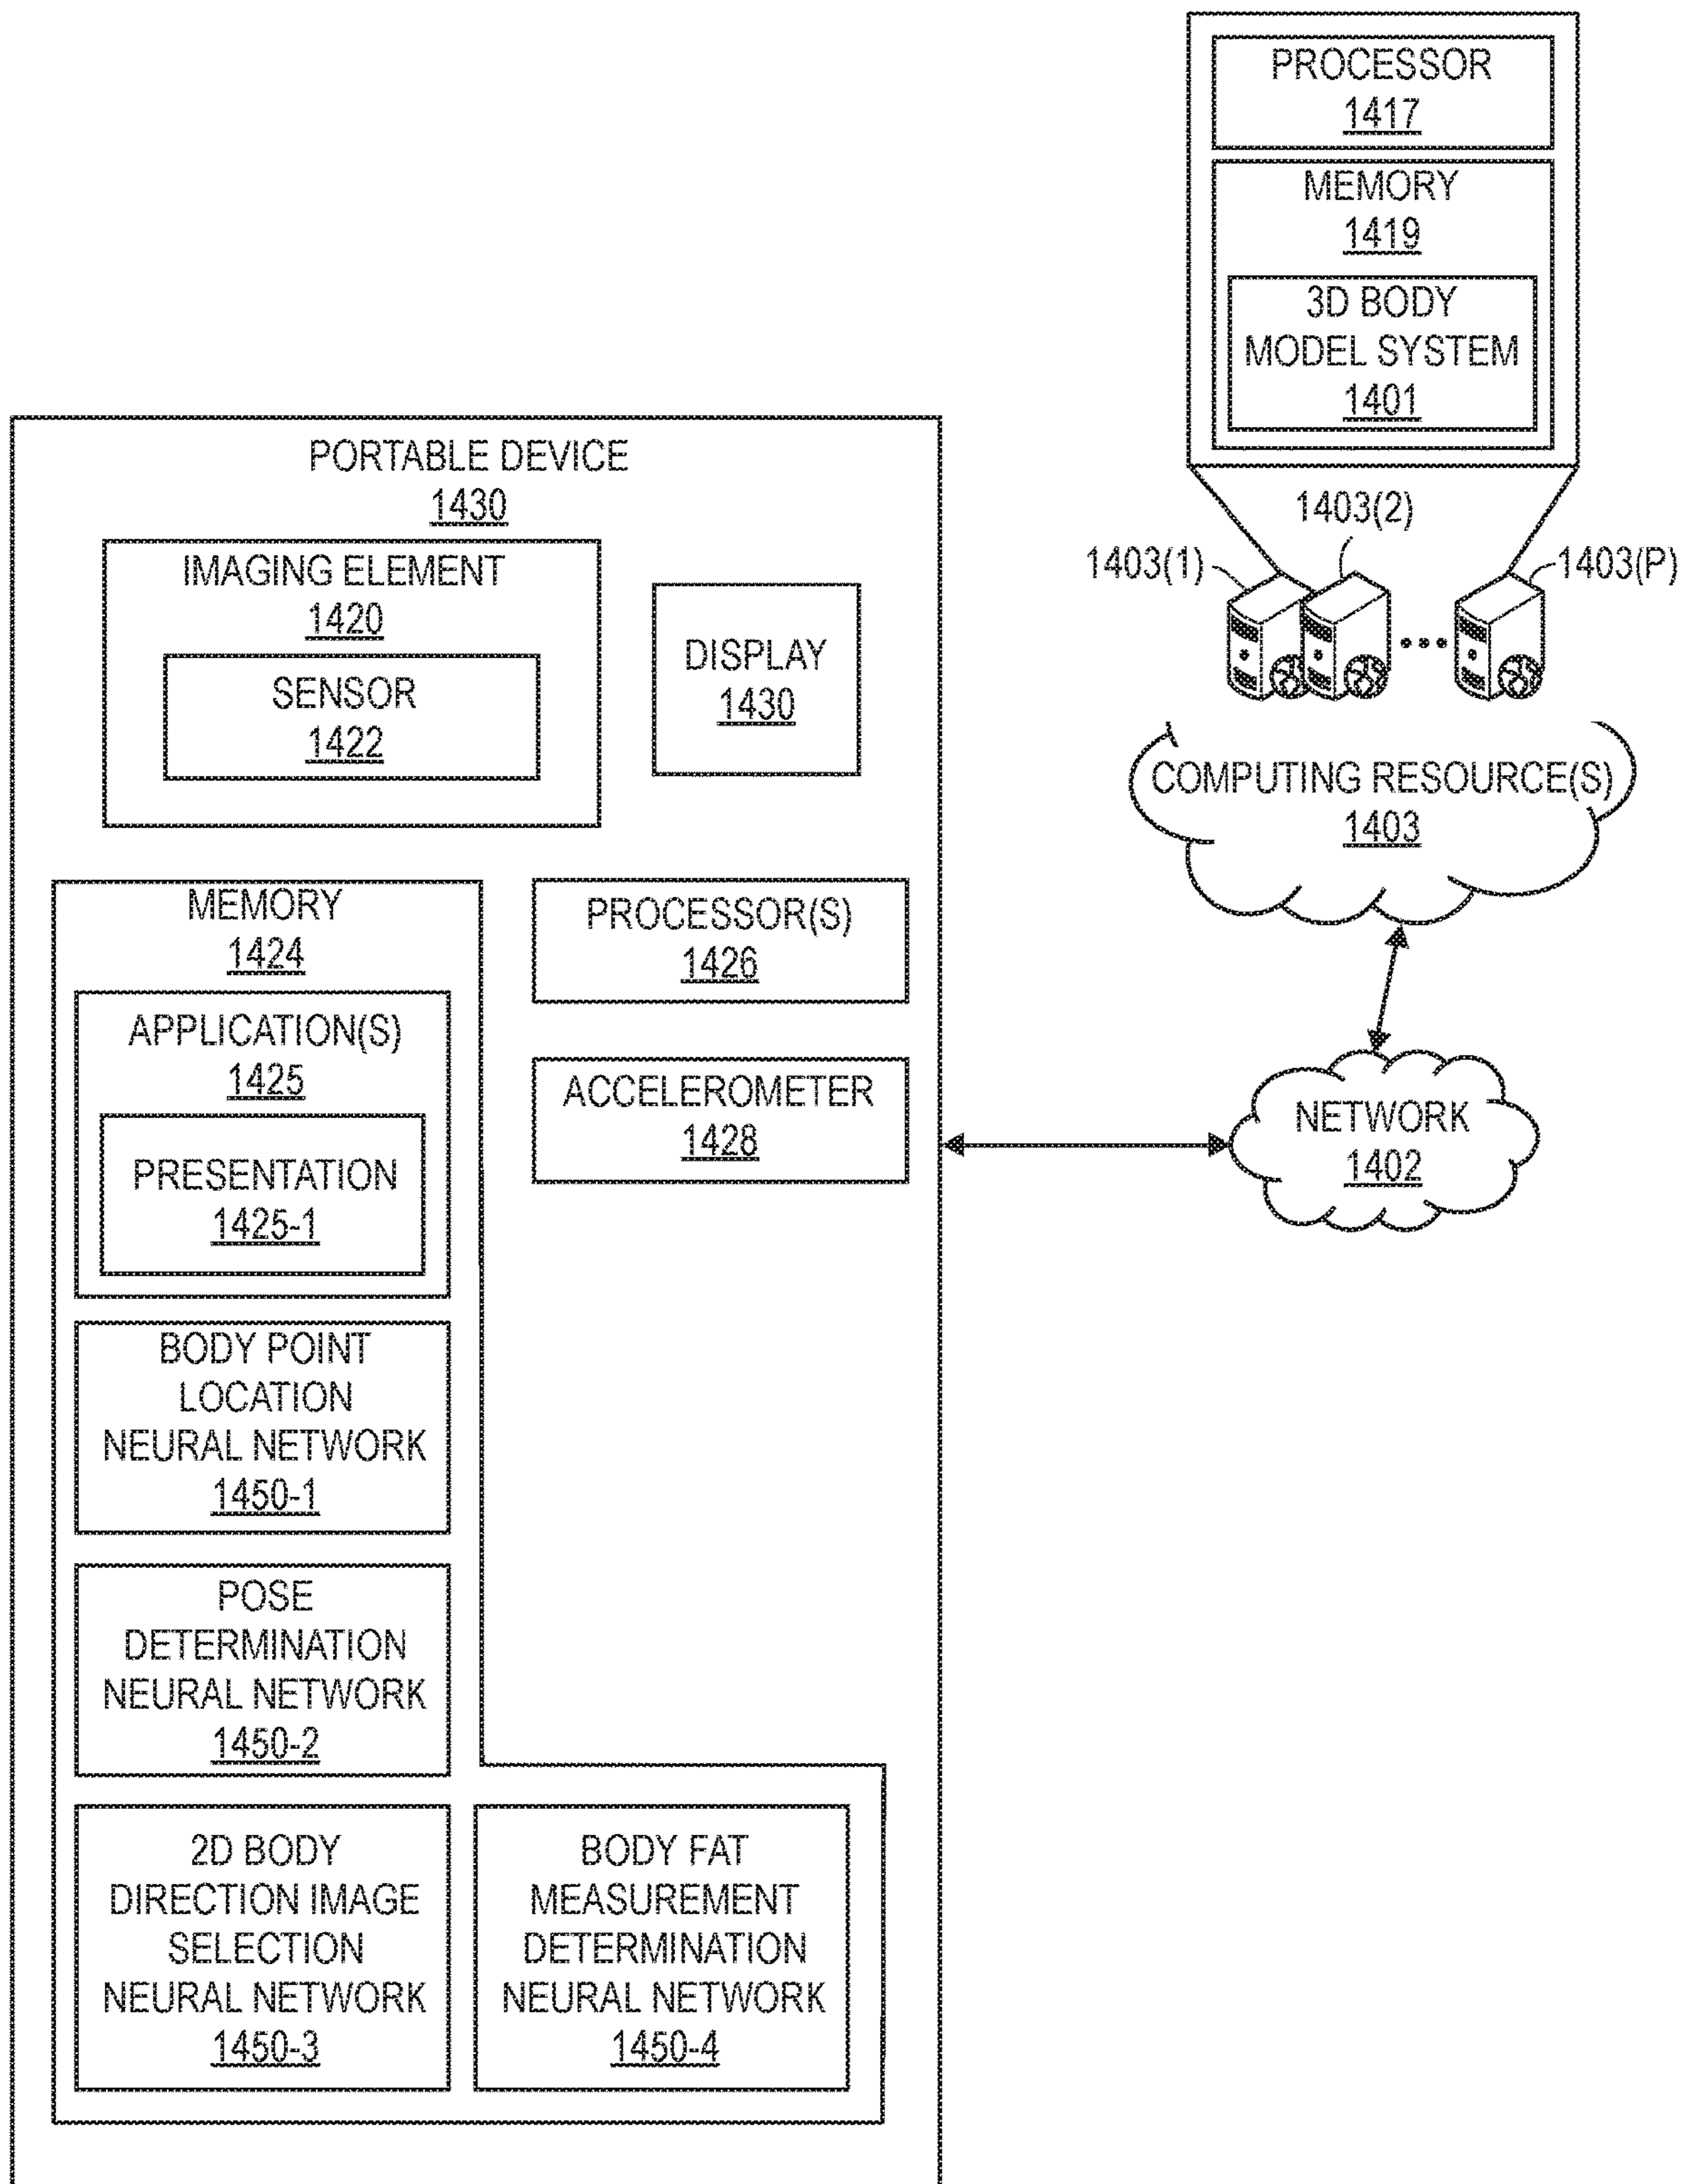 PROCESSOR
1417
MEMORY
1419
3D BODY
MODEL SYSTEM
1401
1403(2)
1403(1)
1403(P)
COMPUTING RESOURCE(S)
1403
NETWORK
1402
PORTABLE DEVICE
1430
IMAGING ELEMENT
1420
SENSOR
1422
DISPLAY
1430
MEMORY
1424
APPLICATION(S)
1425
PRESENTATION
1425-1
PROCESSOR(S)
1426
ACCELEROMETER
1428
BODY POINT
LOCATION
NEURAL NETWORK
1450-1
POSE
DETERMINATION
NEURAL NETWORK
1450-2
2D BODY
DIRECTION IMAGE
SELECTION
NEURAL NETWORK
1450-3
BODY FAT
MEASUREMENT
DETERMINATION
NEURAL NETWORK
1450-4